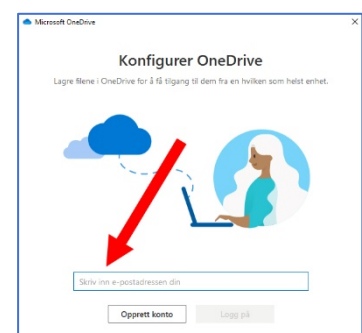 Microsoft OneDrive
Konfigurer OneDrive
Lagre filene i OneDrive for å få tilgang til dem fra en hvilken som helst enhet.
Skriv inn e-postadressen din
Opprett konto
Logg på